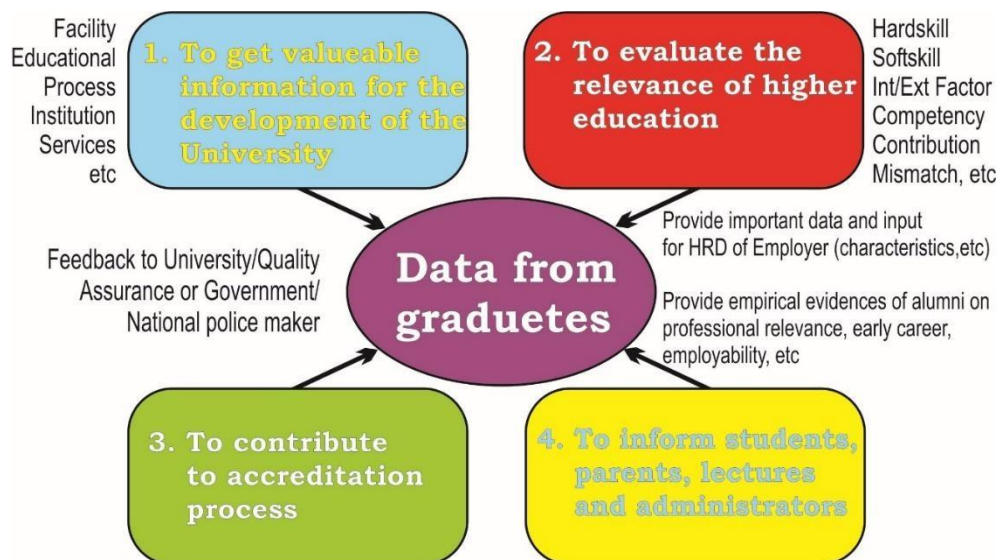 Facility
Educational
Process
Institution
Services
etc
1. To get valueable
information for the
development of the
University
2. To evaluate the
relevance of higher
education
Hardskill
Softskill
Int/Ext Factor
Competency
Contribution
Mismatch, etc
Feedback to University/Quality
Assurance or Government/
National police maker
Data from
graduetes
Provide important data and input
for HRD of Employer (characteristics,etc)
Provide empirical evidences of alumni on
professional relevance, early career,
employability, etc
3. To contribute
to accreditation
process
4. To inform students,
parents, lectures
and administrators